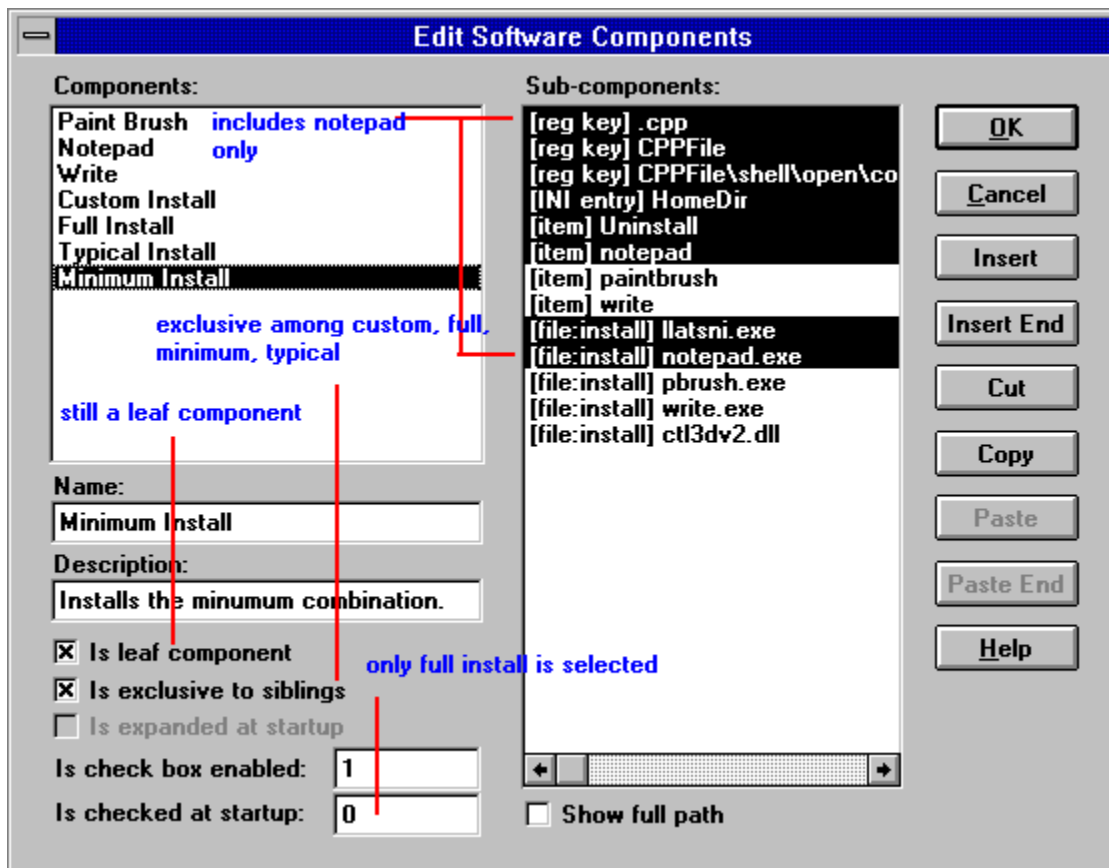 Edit Software Components
Components:
Paint Brush
Notepad
Write
Custom Install
Full Install
Typical Install
Minimum Install
includes notepad
only
exclusive among custom, full,
minimum, typical
still a leaf component
Name:
Minimum Install
Description:
Installs the minumum combination.
Is leaf component
Is exclusive to siblings
Is expanded at startup
only full install is selected
Is check box enabled: 1
Is checked at startup: 0
Sub-components:
[reg key] .cpp
[reg key] CPPFile
[reg key] CPPFile\shell\open\co
[INI entry] HomeDir
[item] Uninstall
[item] notepad
[item] paintbrush
[item] write
[file:install] llatsni.exe
[file:install] notepad.exe
[file:install] pbrush.exe
[file:install] write.exe
[file:install] ctl3dv2.dll
Show full path
OK
Cancel
Insert
Insert End
Cut
Copy
Paste
Paste End
Help